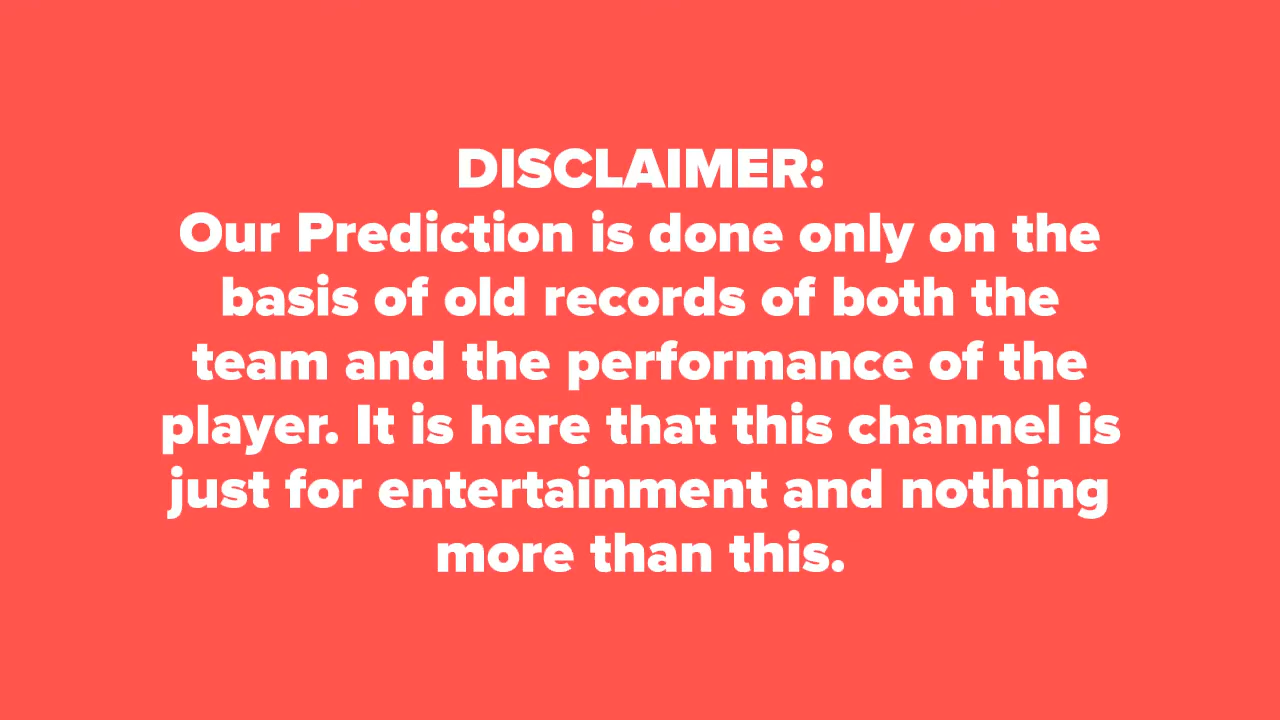 DISCLAIMER:
Our Prediction is done only on the
basis of old records of both the
team and the performance of the
player. It is here that this channel is
just for entertainment and nothing
more than this.